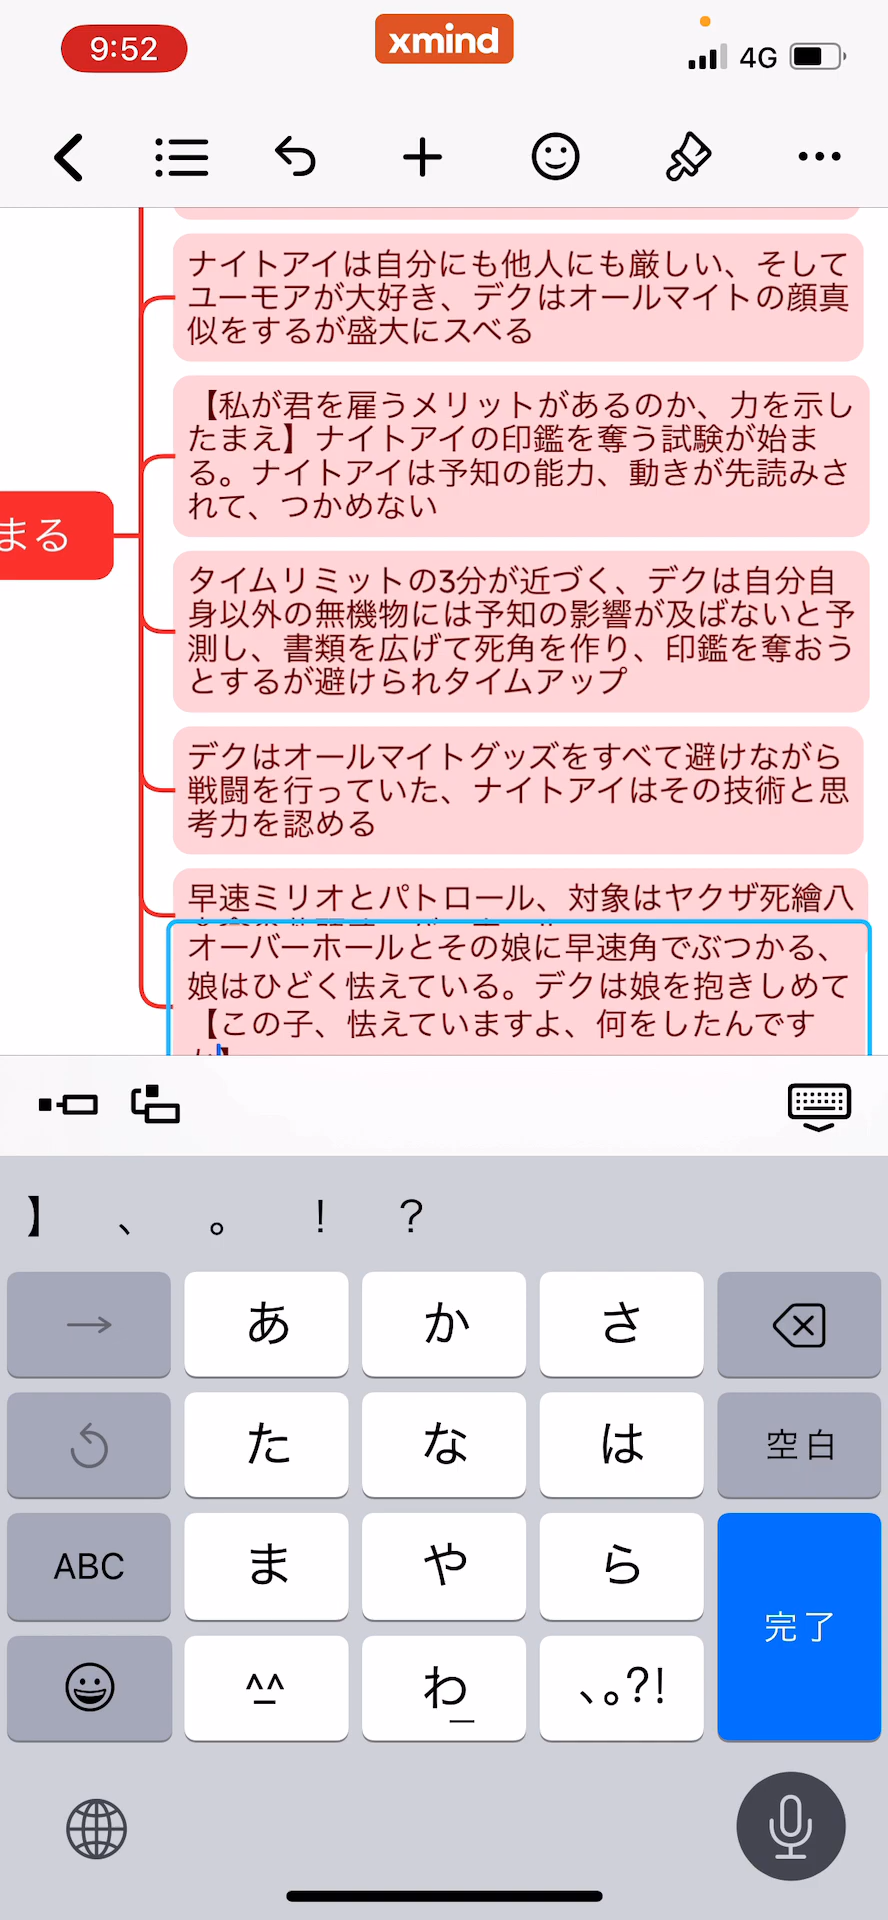 9:52
xmind
4G
ナイトアイは自分にも他人にも厳しい、そして
ユーモアが大好き、デクはオールマイトの顔真
似をするが盛大にスベる
【私が君を雇うメリットがあるのか、力を示し
たまえ】ナイトアイの印鑑を奪う試験が始ま
る。ナイトアイは予知の能力、動きが先読みさ
れて、つかめない
まる
タイムリミットの3分が近づく、デクは自分自
身以外の無機物には予知の影響が及ばないと予
測し、書類を広げて死角を作り、印鑑を奪おう
とするが避けられタイムアップ
デクはオールマイトグッズをすべて避けながら
戦闘を行っていた、ナイトアイはその技術と思
考力を認める
早速ミリオとパトロール、対象はヤクザ死繪八
オーバーホールとその娘に早速角でぶつかる、
娘はひどく怯えている。デクは娘を抱きしめて
【この子、怯えていますよ、何をしたんです
】 、 。 ! ?
→ あ か さ
た な は 空白
ABC ま や ら
完了
^^ わ 、。?!